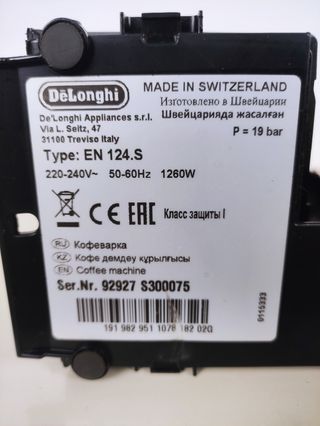 DeLonghi
MADE IN SWITZERLAND
Изготовлено в Швейцарии
Швейцарияда жасалған
De'Longhi Appliances s.r.l.
Via L. Seitz, 47
31100 Treviso Italy
P = 19 bar
Type: EN 124.S
220-240V~ 50-60Hz 1260W
CE EAC Класс защиты I
RU Кофеварка
KZ Кофе демдеу құрылғысы
EN Coffee machine
Ser.Nr. 92927 S300075
191 982 951 1078 182 02G
0115333